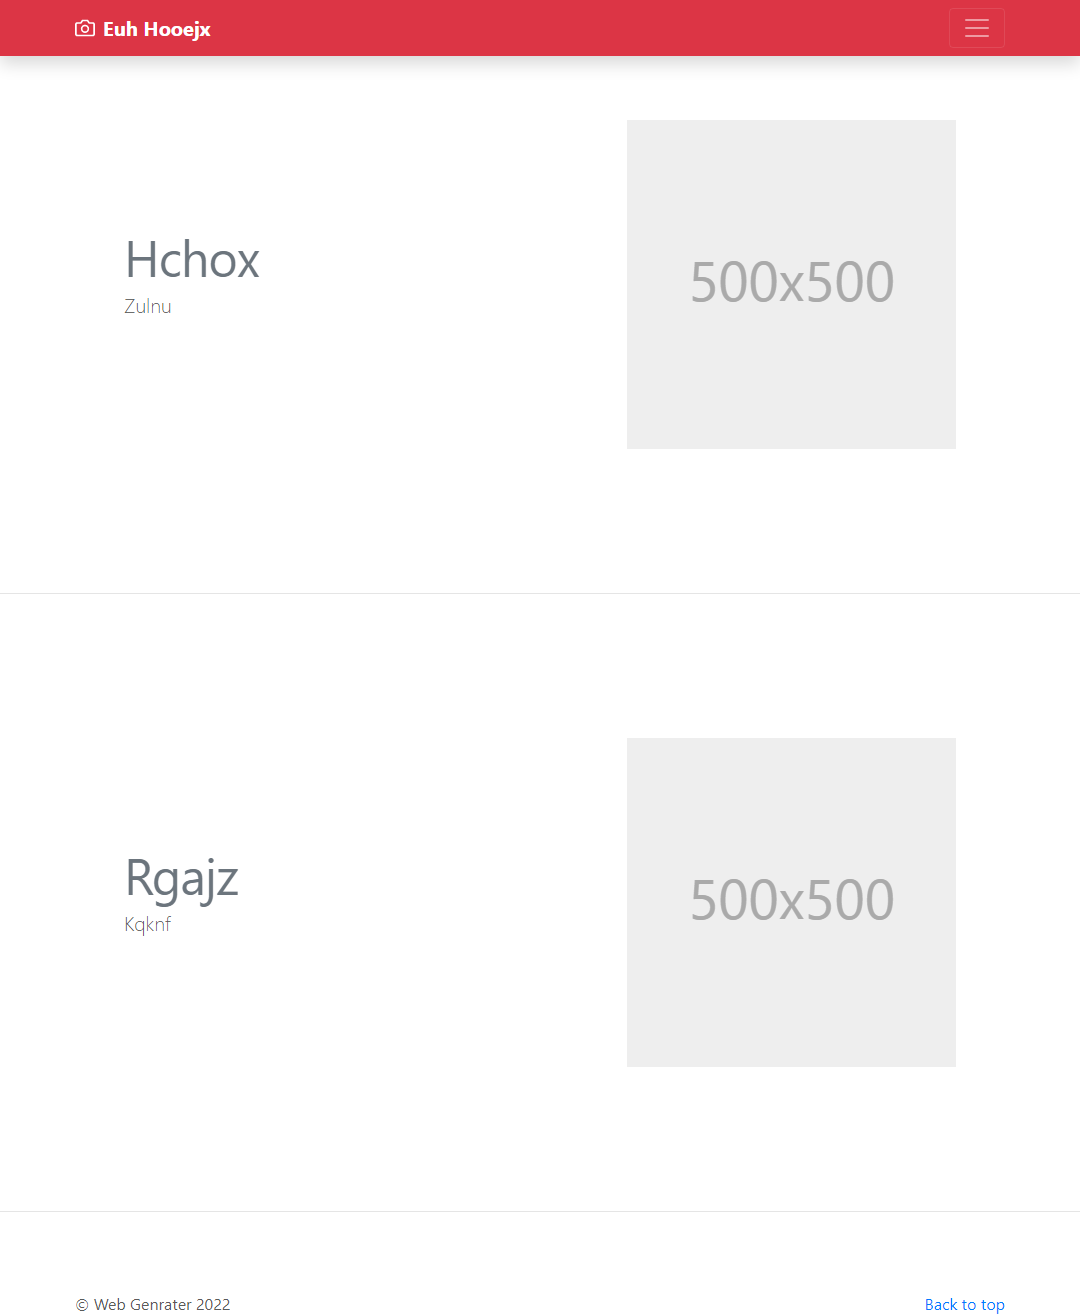 Euh Hooejx
Hchox
Zulnu
500x500
Rgajz
Kqknf
500x500
© Web Genrater 2022
Back to top